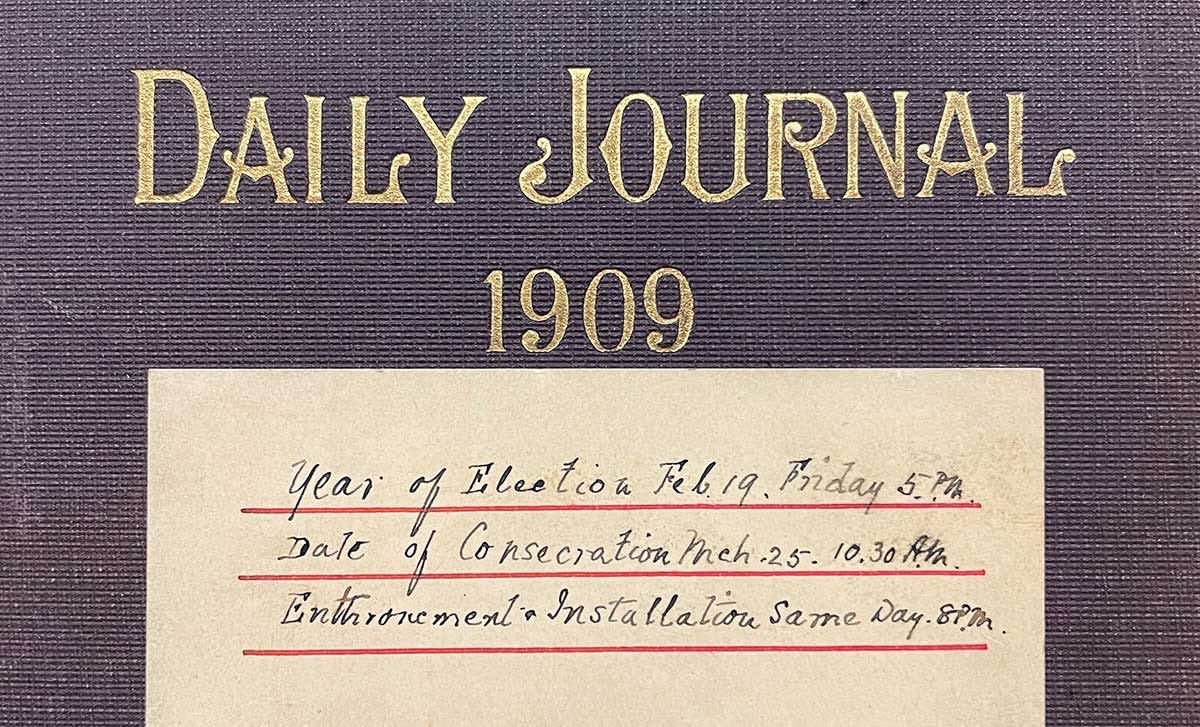 DAILY JOURNAL
1909
Year of Election Feb. 19. Friday 5. P.M.
Date of Consecration Mch. 25. 10.30 A.M.
Enthronement & Installation Same Day. 8 P.M.